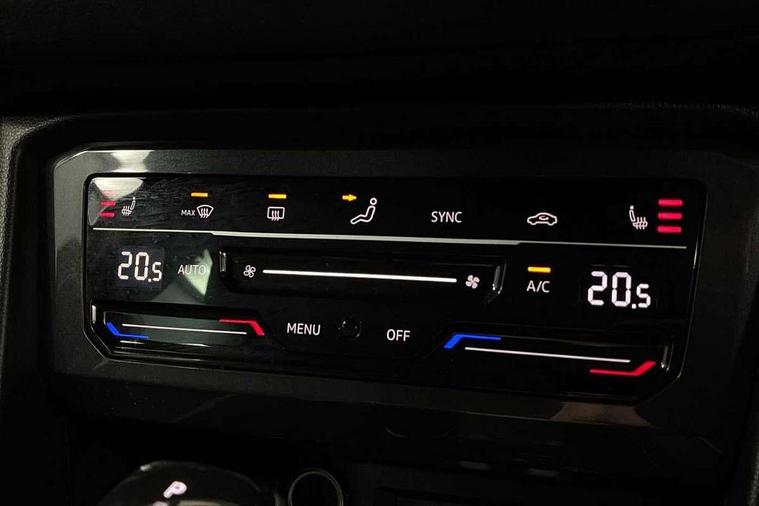 MAX SYNC
20.5 AUTO A/C 20.5
MENU OFF
P